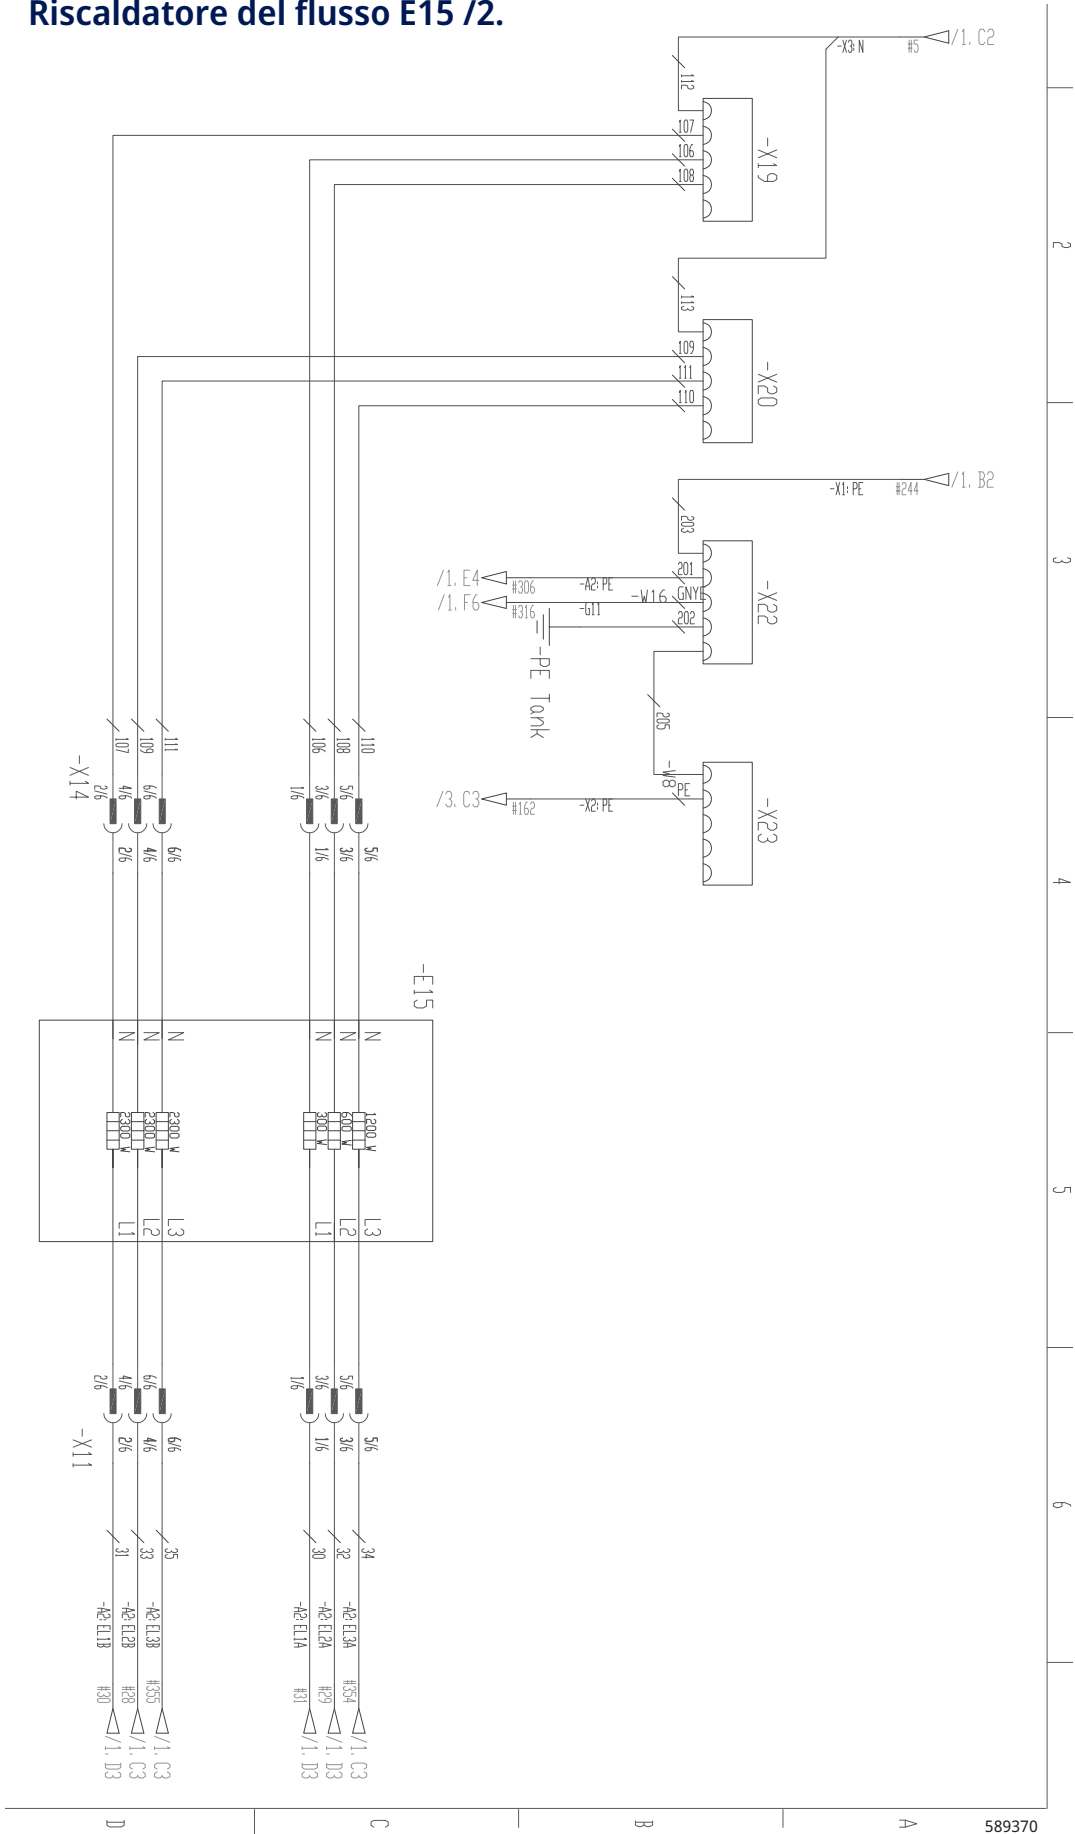 Riscaldatore del flusso E15 /2.
-X3:N
#5
/1.C2
112
107
106
108
-X19
2
113
109
111
110
-X20
-X1:PE
#244
/1.B2
203
3
/1.E4
#306
-A2:PE
201
/1.F6
#316
-G11
-W16
GNYE
202
-X22
-PE Tank
205
-W8
PE
/3.C3
#162
-X2:PE
-X23
107
109
111
106
108
110
-X14
2/6
4/6
6/6
1/6
3/6
5/6
2/6
4/6
6/6
1/6
3/6
5/6
4
-E15
N
N
N
N
N
N
2300 W
2300 W
2300 W
300 W
600 W
1200 W
5
L1
L2
L3
L1
L2
L3
2/6
4/6
6/6
1/6
3/6
5/6
-X11
2/6
4/6
6/6
1/6
3/6
5/6
6
31
33
35
30
32
34
-A2:EL1B
-A2:EL2B
-A2:EL3B
-A2:EL1A
-A2:EL2A
-A2:EL3A
#30
#28
#355
#31
#29
#354
/1.D3
/1.C3
/1.C3
/1.D3
/1.D3
/1.C3
D
C
B
A
589370